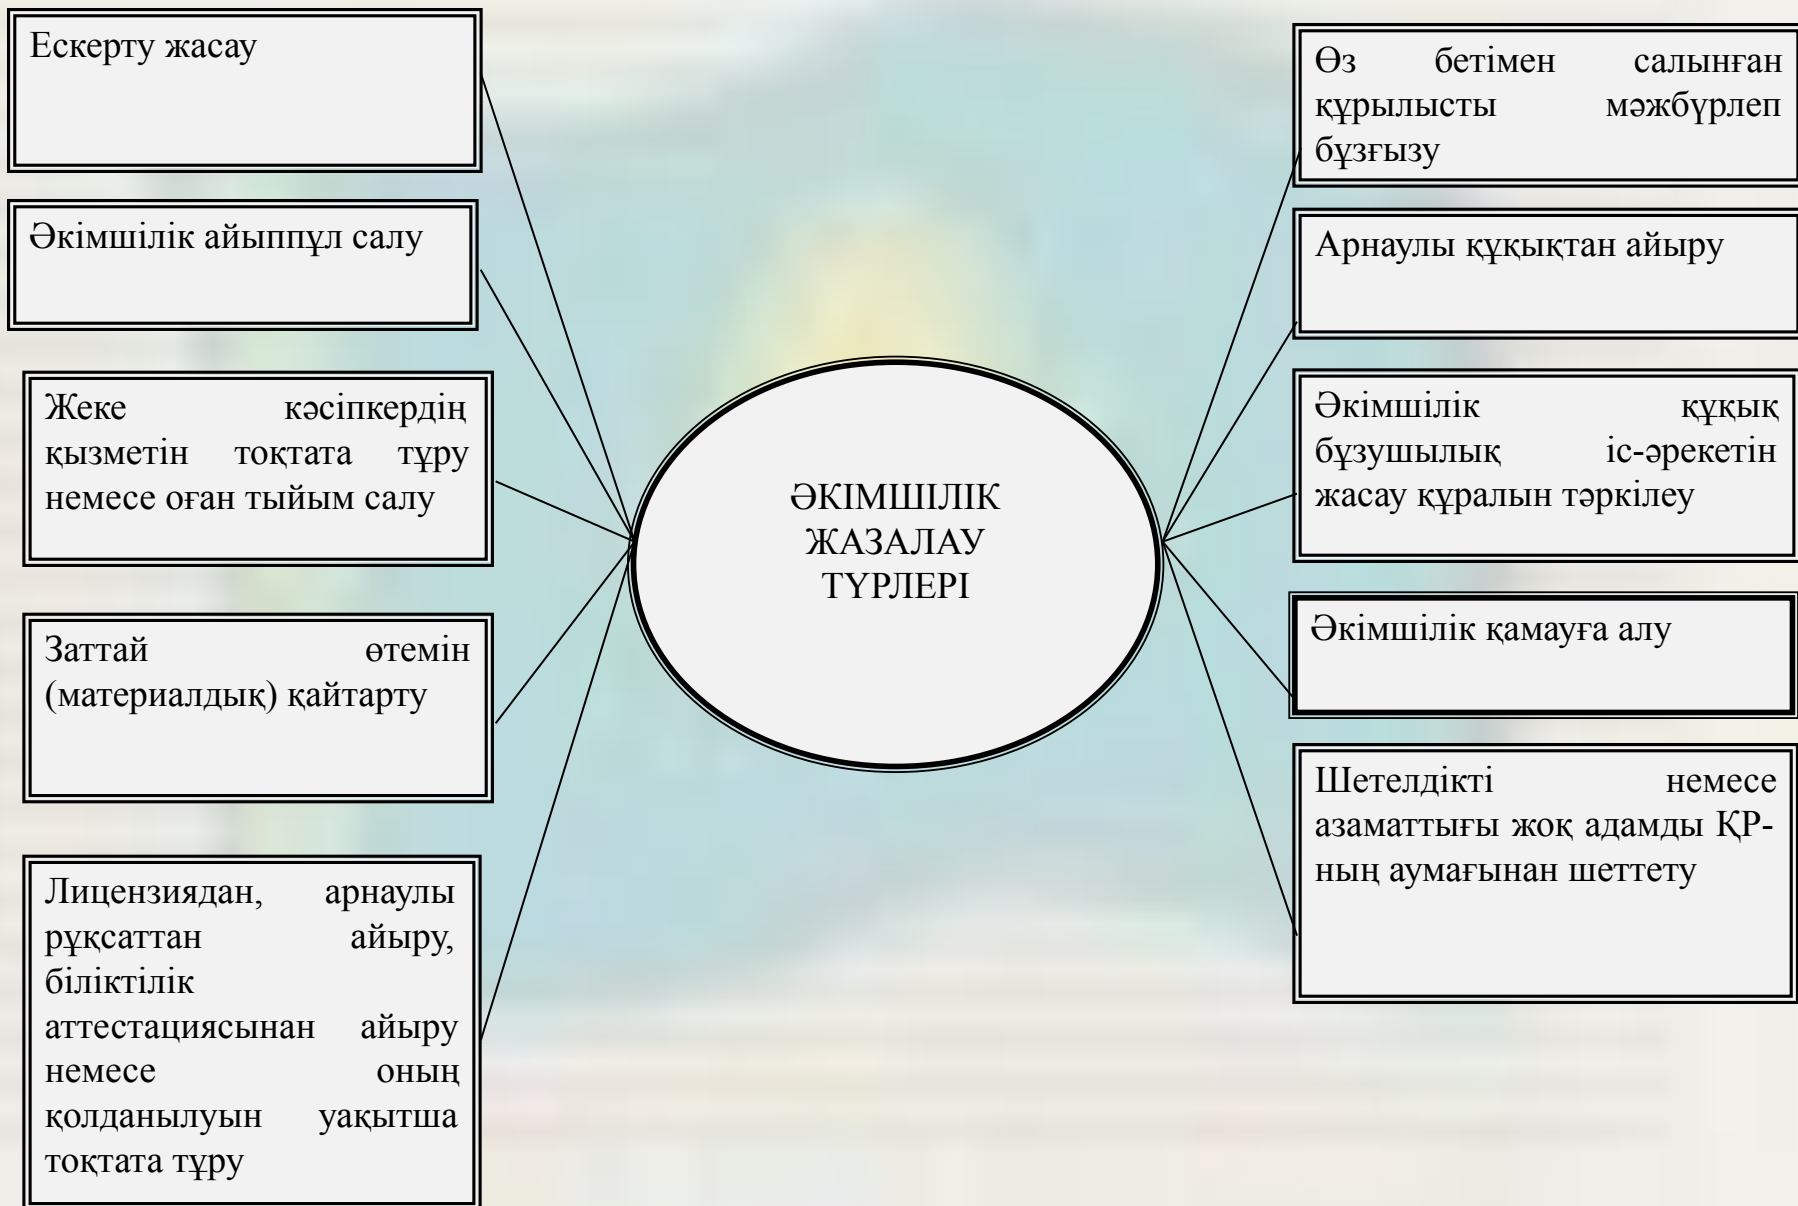 Ескерту жасау
Әкімшілік айыппұл салу
Жеке кәсіпкердің
қызметін тоқтата тұру
немесе оған тыйым салу
Заттай өтемін
(материалдық) қайтарту
Лицензиядан, арнаулы
рұқсаттан айыру,
біліктілік
аттестациясынан айыру
немесе оның
қолданылуын уақытша
тоқтата тұру
ӘКІМШІЛІК
ЖАЗАЛАУ
ТҮРЛЕРІ
Өз бетімен салынған
құрылысты мәжбүрлеп
бұзғызу
Арнаулы құқықтан айыру
Әкімшілік құқық
бұзушылық іс-әрекетін
жасау құралын тәркілеу
Әкімшілік қамауға алу
Шетелдікті немесе
азаматтығы жоқ адамды ҚР-
ның аумағынан шеттету